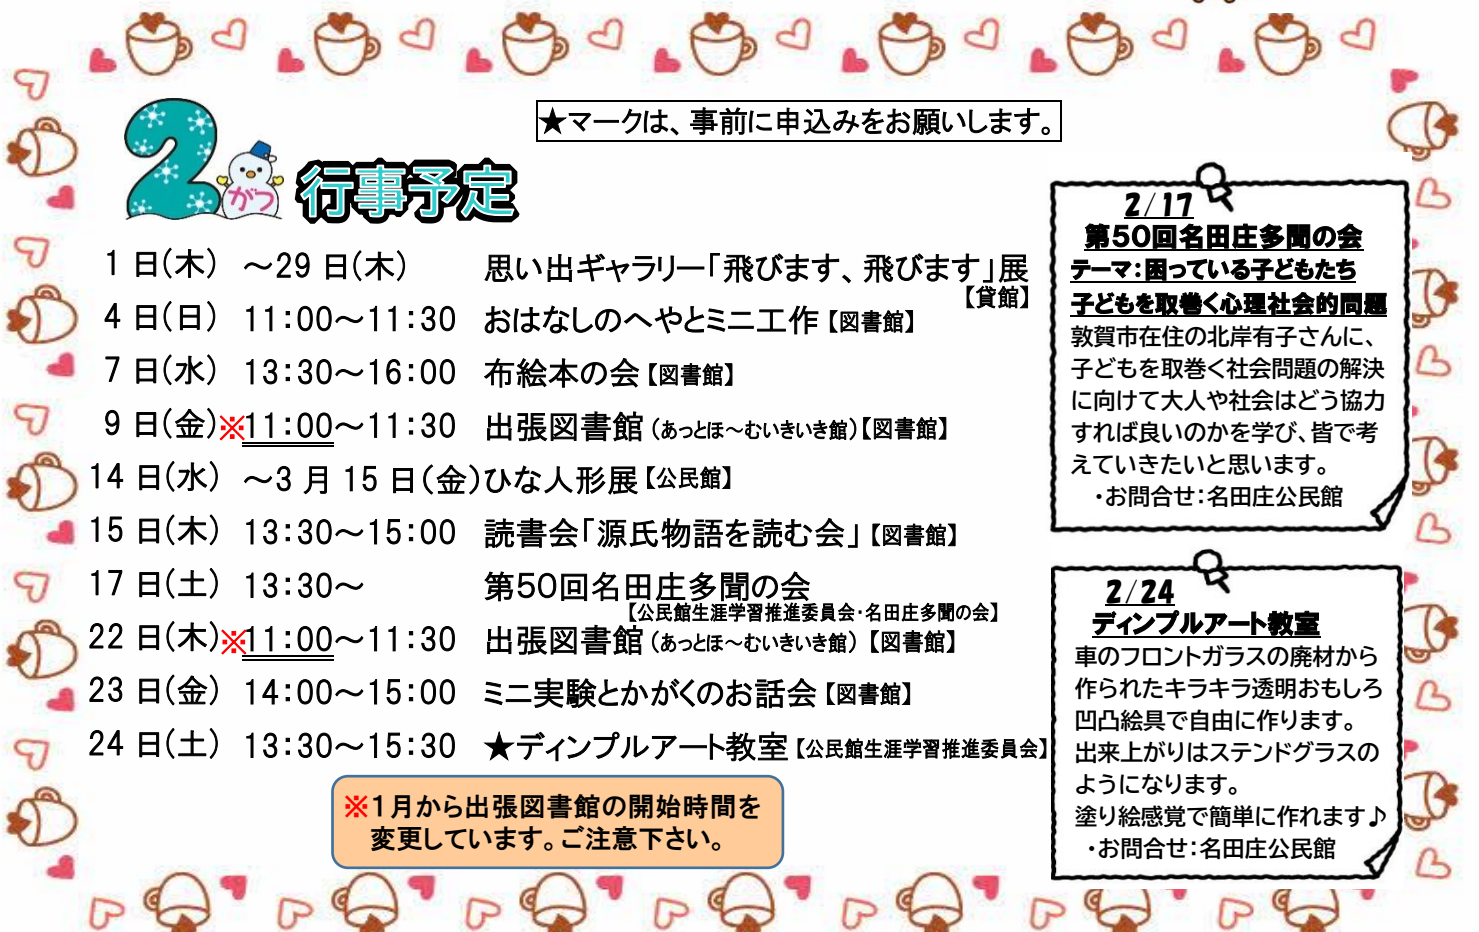 ★マークは、事前に申込みをお願いします。
2がつ 行事予定
1日(木) ～29日(木) 思い出ギャラリー「飛びます、飛びます」展
【貸館】
4日(日) 11:00～11:30 おはなしのへやとミニ工作【図書館】
7日(水) 13:30～16:00 布絵本の会【図書館】
9日(金)※11:00～11:30 出張図書館(あっとほ～むいきいき館)【図書館】
14日(水) ～3月15日(金)ひな人形展【公民館】
15日(木) 13:30～15:00 読書会「源氏物語を読む会」【図書館】
17日(土) 13:30～ 第50回名田庄多聞の会
【公民館生涯学習推進委員会・名田庄多聞の会】
22日(木)※11:00～11:30 出張図書館(あっとほ～むいきいき館)【図書館】
23日(金) 14:00～15:00 ミニ実験とかがくのお話会【図書館】
24日(土) 13:30～15:30 ★ディンプルアート教室【公民館生涯学習推進委員会】
※1月から出張図書館の開始時間を
変更しています。ご注意下さい。
2/17
第50回名田庄多聞の会
テーマ:困っている子どもたち
子どもを取巻く心理社会的問題
敦賀市在住の北岸有子さんに、
子どもを取巻く社会問題の解決
に向けて大人や社会はどう協力
すれば良いのかを学び、皆で考
えていきたいと思います。
・お問合せ:名田庄公民館
2/24
ディンプルアート教室
車のフロントガラスの廃材から
作られたキラキラ透明おもしろ
凹凸絵具で自由に作ります。
出来上がりはステンドグラスの
ようになります。
塗り絵感覚で簡単に作れます♪
・お問合せ:名田庄公民館